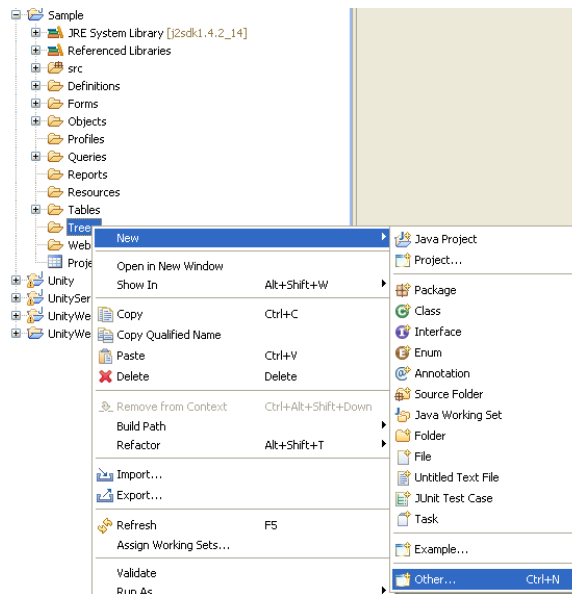 Sample
JRE System Library [j2sdk1.4.2_14]
Referenced Libraries
src
Definitions
Forms
Objects
Profiles
Queries
Reports
Resources
Tables
Tree
Web
Proje
Unity
UnitySer
UnityWe
UnityWe
New
Open in New Window
Show In Alt+Shift+W
Copy Ctrl+C
Copy Qualified Name
Paste Ctrl+V
Delete Delete
Remove from Context Ctrl+Alt+Shift+Down
Build Path
Refactor Alt+Shift+T
Import...
Export...
Refresh F5
Assign Working Sets...
Validate
Run As
Java Project
Project...
Package
Class
Interface
Enum
Annotation
Source Folder
Java Working Set
Folder
File
Untitled Text File
JUnit Test Case
Task
Example...
Other... Ctrl+N